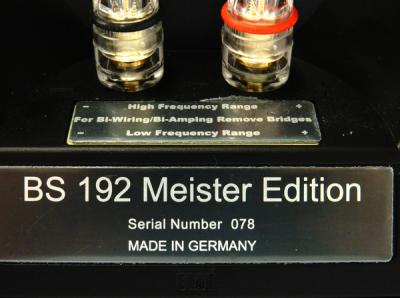 - High Frequency Range +
For Bi-Wiring/Bi-Amping Remove Bridges
- Low Frequency Range +
BS 192 Meister Edition
Serial Number 078
MADE IN GERMANY